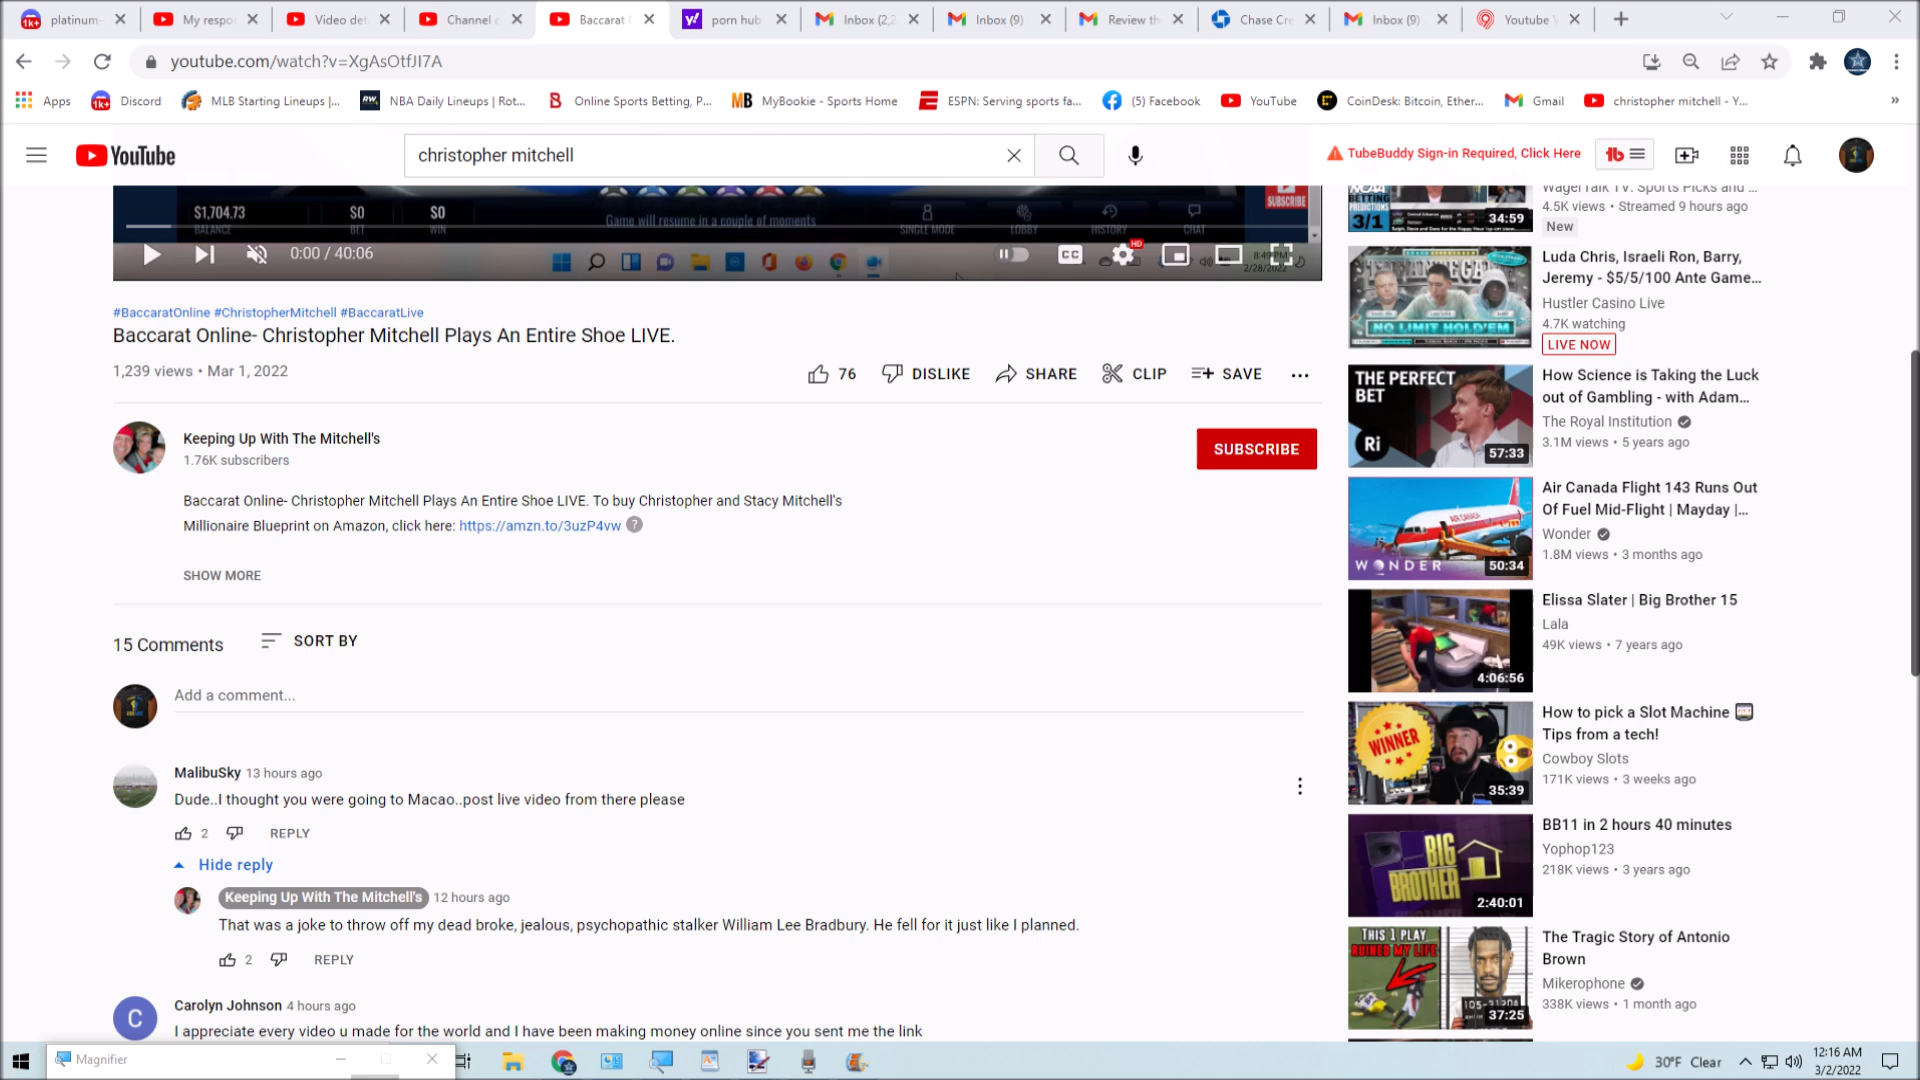 platinum-
My respo
Video det
Channel c
Baccarat
porn hub
Inbox (2,2
Inbox (9)
Review th
Chase Cre
Inbox (9)
Youtube
youtube.com/watch?v=XgAsOtfJI7A
Apps
Discord
MLB Starting Lineups |...
NBA Daily Lineups | Rot...
Online Sports Betting, P...
MyBookie - Sports Home
ESPN: Serving sports fa...
(5) Facebook
YouTube
CoinDesk: Bitcoin, Ether...
Gmail
christopher mitchell - Y...
»
YouTube
christopher mitchell
TubeBuddy Sign-in Required, Click Here
$1,704.73
BALANCE
$0
BET
$0
WIN
Game will resume in a couple of moments
SINGLE MODE
LOBBY
HISTORY
CHAT
SUBSCRIBE
0:00 / 40:06
CC
HD
8:49 PM
2/28/2022
#BaccaratOnline #ChristopherMitchell #BaccaratLive
Baccarat Online- Christopher Mitchell Plays An Entire Shoe LIVE.
1,239 views • Mar 1, 2022
76
DISLIKE
SHARE
CLIP
SAVE
Keeping Up With The Mitchell's
1.76K subscribers
SUBSCRIBE
Baccarat Online- Christopher Mitchell Plays An Entire Shoe LIVE. To buy Christopher and Stacy Mitchell's
Millionaire Blueprint on Amazon, click here: https://amzn.to/3uzP4vw
SHOW MORE
15 Comments
SORT BY
Add a comment...
MalibuSky 13 hours ago
Dude..I thought you were going to Macao..post live video from there please
2
REPLY
Hide reply
Keeping Up With The Mitchell's 12 hours ago
That was a joke to throw off my dead broke, jealous, psychopathic stalker William Lee Bradbury. He fell for it just like I planned.
2
REPLY
C
Carolyn Johnson 4 hours ago
I appreciate every video u made for the world and I have been making money online since you sent me the link
NCAA
BETTING
PREDICTIONS
3/1
34:59
WagerTalk TV: Sports Picks and ...
4.5K views • Streamed 9 hours ago
New
NO LIMIT HOLD'EM
Luda Chris, Israeli Ron, Barry,
Jeremy - $5/5/100 Ante Game...
Hustler Casino Live
4.7K watching
LIVE NOW
THE PERFECT
BET
Ri
57:33
How Science is Taking the Luck
out of Gambling - with Adam...
The Royal Institution
3.1M views • 5 years ago
WONDER
50:34
Air Canada Flight 143 Runs Out
Of Fuel Mid-Flight | Mayday |...
Wonder
1.8M views • 3 months ago
4:06:56
Elissa Slater | Big Brother 15
Lala
49K views • 7 years ago
WINNER
35:39
How to pick a Slot Machine
Tips from a tech!
Cowboy Slots
171K views • 3 weeks ago
BIG
BROTHER
2:40:01
BB11 in 2 hours 40 minutes
Yophop123
218K views • 3 years ago
THIS 1 PLAY
RUINED MY LIFE
37:25
The Tragic Story of Antonio
Brown
Mikerophone
338K views • 1 month ago
Magnifier
30°F Clear
12:16 AM
3/2/2022